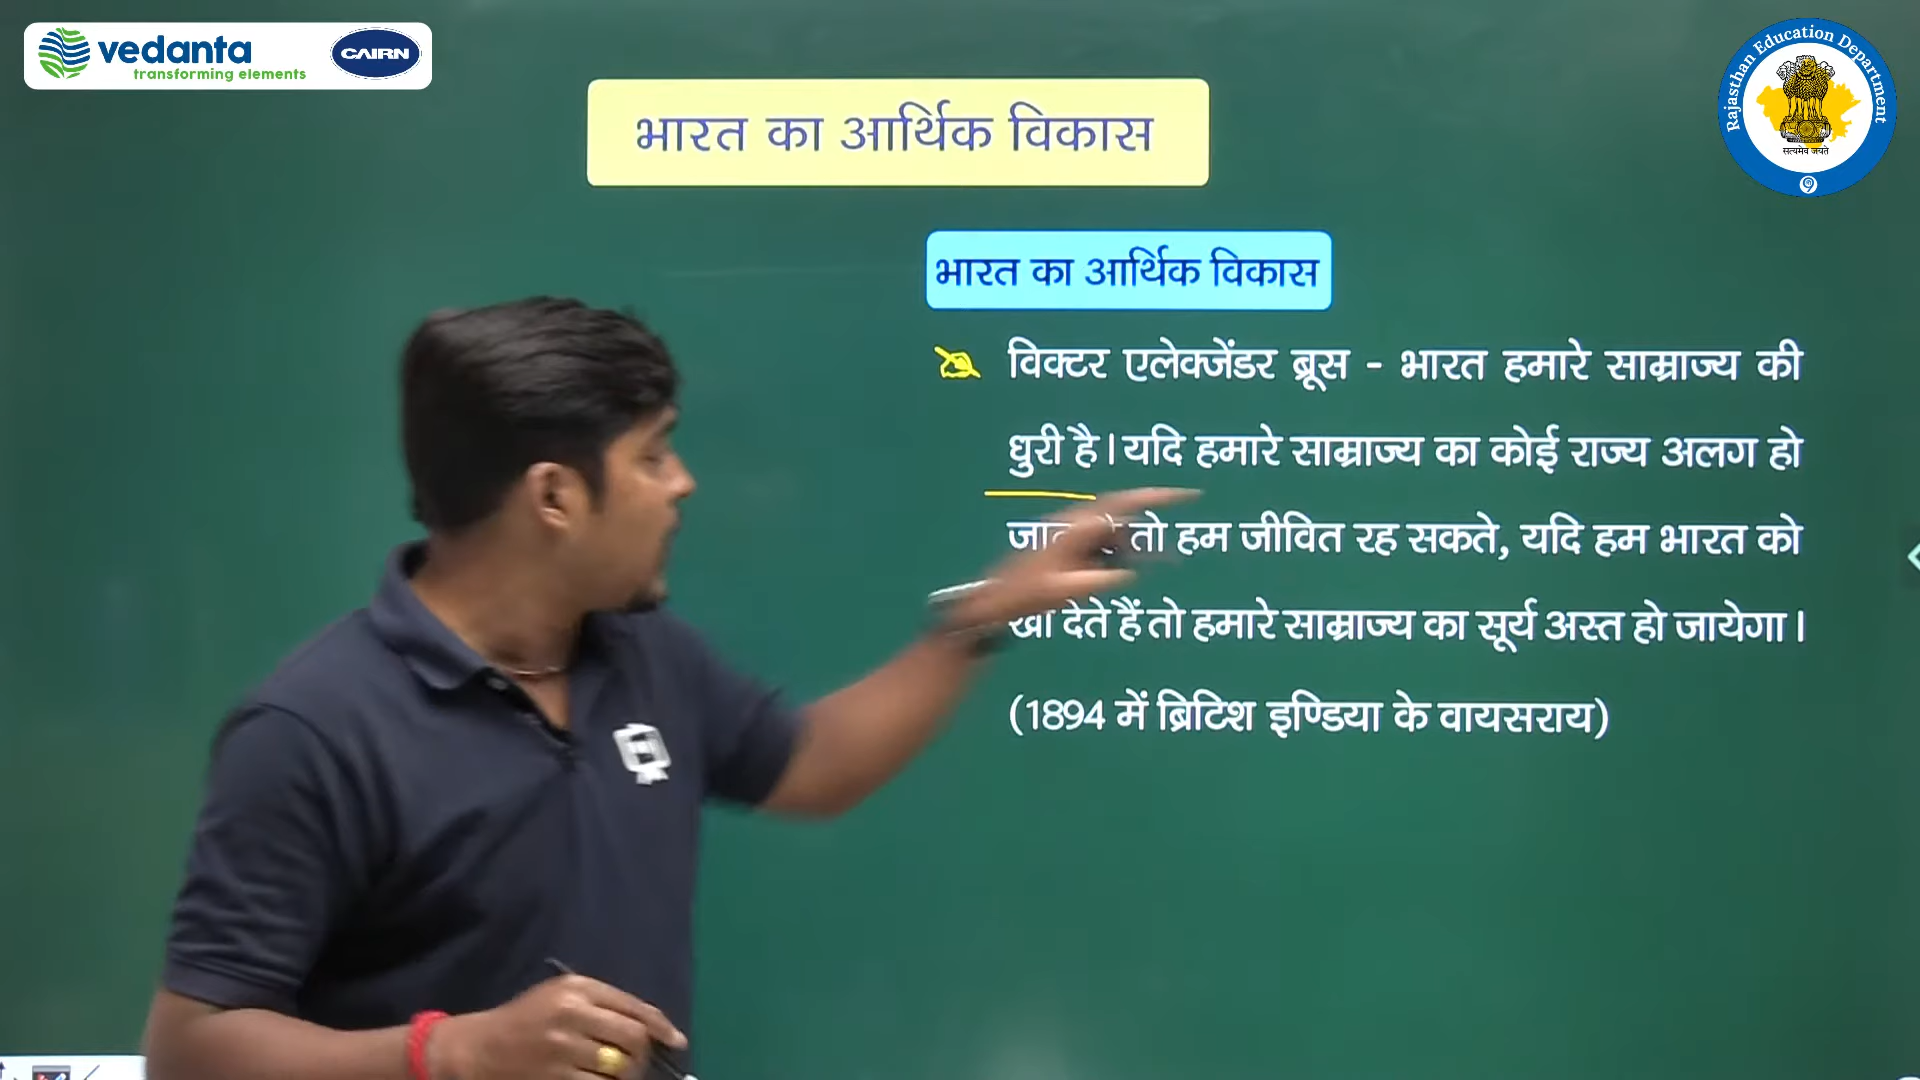 vedanta
transforming elements
CAIRN
Rajasthan Education Department
सत्यमेव जयते
भारत का आर्थिक विकास
भारत का आर्थिक विकास
विक्टर एलेक्जेंडर ब्रूस - भारत हमारे साम्राज्य की
धुरी है। यदि हमारे साम्राज्य का कोई राज्य अलग हो
तो हम जीवित रह सकते, यदि हम भारत को
देते हैं तो हमारे साम्राज्य का सूर्य अस्त हो जायेगा।
(1894 में ब्रिटिश इण्डिया के वायसराय)